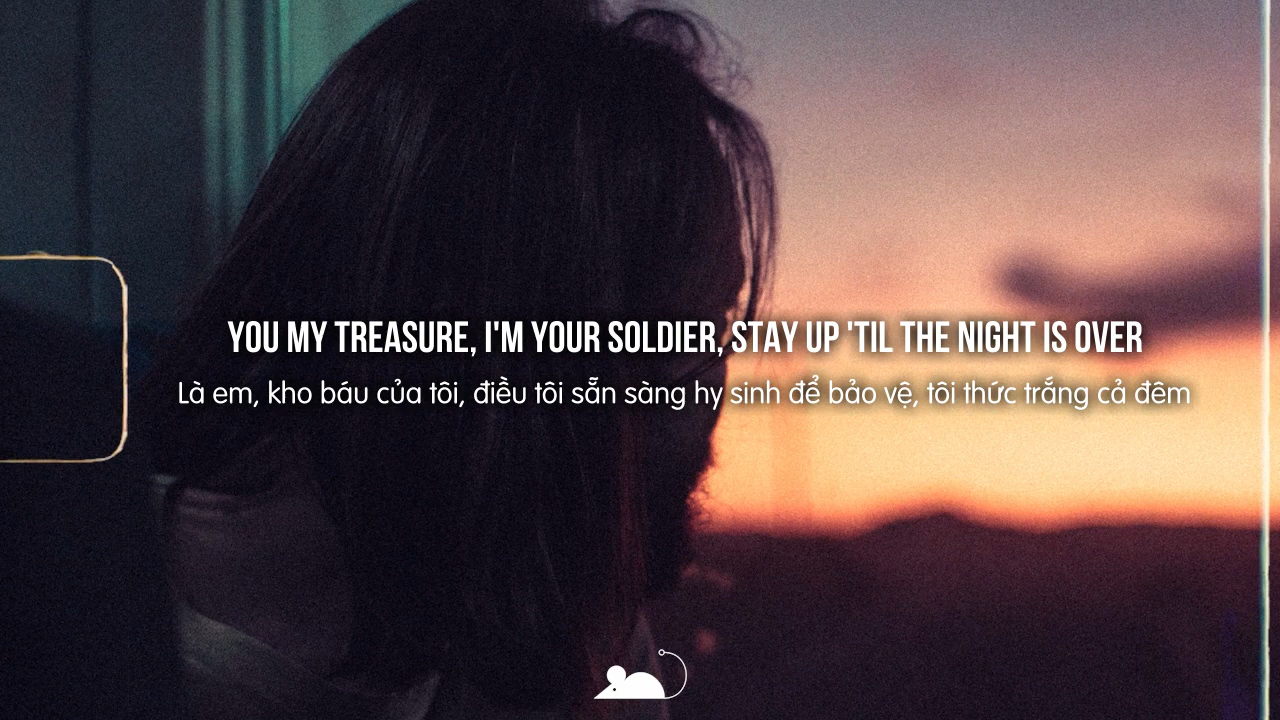 YOU MY TREASURE, I'M YOUR SOLDIER, STAY UP 'TIL THE NIGHT IS OVER
Là em, kho báu của tôi, điều tôi sẵn sàng hy sinh để bảo vệ, tôi thức trắng cả đêm